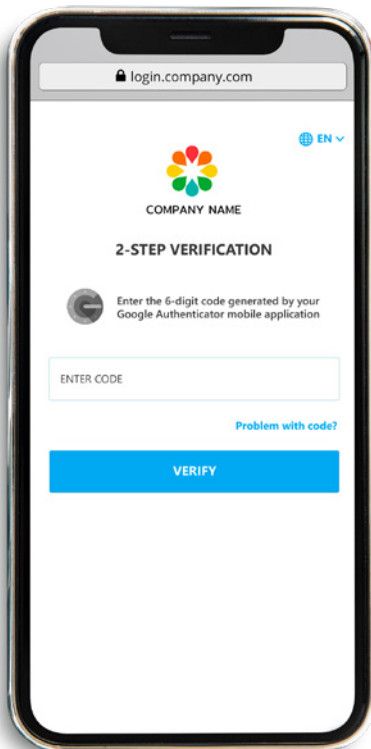 login.company.com
EN
COMPANY NAME
2-STEP VERIFICATION
Enter the 6-digit code generated by your
Google Authenticator mobile application
ENTER CODE
Problem with code?
VERIFY